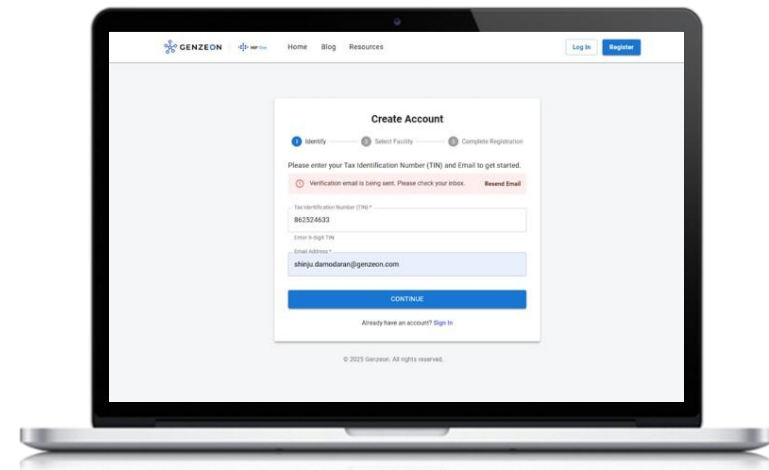 GENZEON Home Blog Resources Log In Register
Create Account
1 Identify 2 Select Facility 3 Complete Registration
Please enter your Tax Identification Number (TIN) and Email to get started.
Verification email is being sent. Please check your inbox. Resend Email
Tax Identification Number (TIN) *
862524633
Enter 9-digit TIN
Email Address *
shinju.damodaran@genzeon.com
CONTINUE
Already have an account? Sign In
© 2025 Genzeon. All rights reserved.